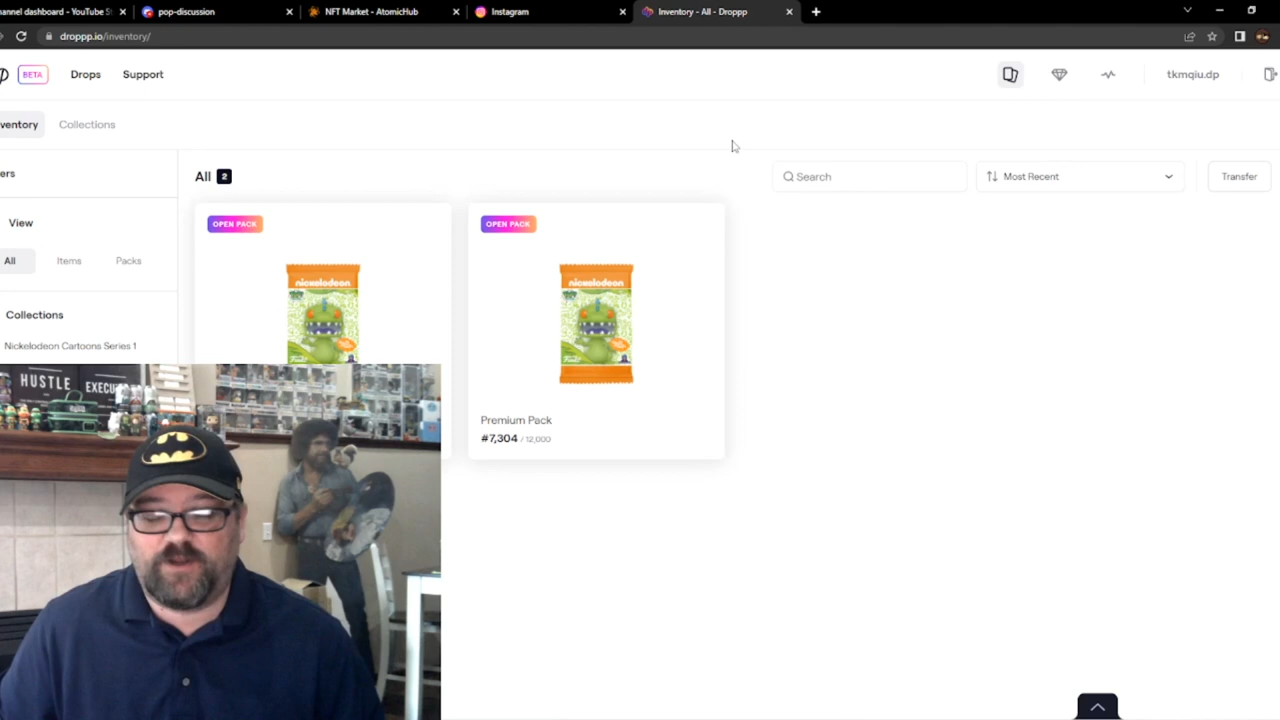 annel dashboard - YouTube St
pop-discussion
NFT Market - AtomicHub
Instagram
Inventory - All - Droppp
droppp.io/inventory/
p BETA Drops Support
tkmqiu.dp
ventory Collections
ers
All 2
Search
Most Recent
Transfer
View
OPEN PACK
OPEN PACK
All Items Packs
nickelodeon
nickelodeon
Collections
Nickelodeon Cartoons Series 1
HUSTLE
EXECU
Premium Pack
#7,304 / 12,000